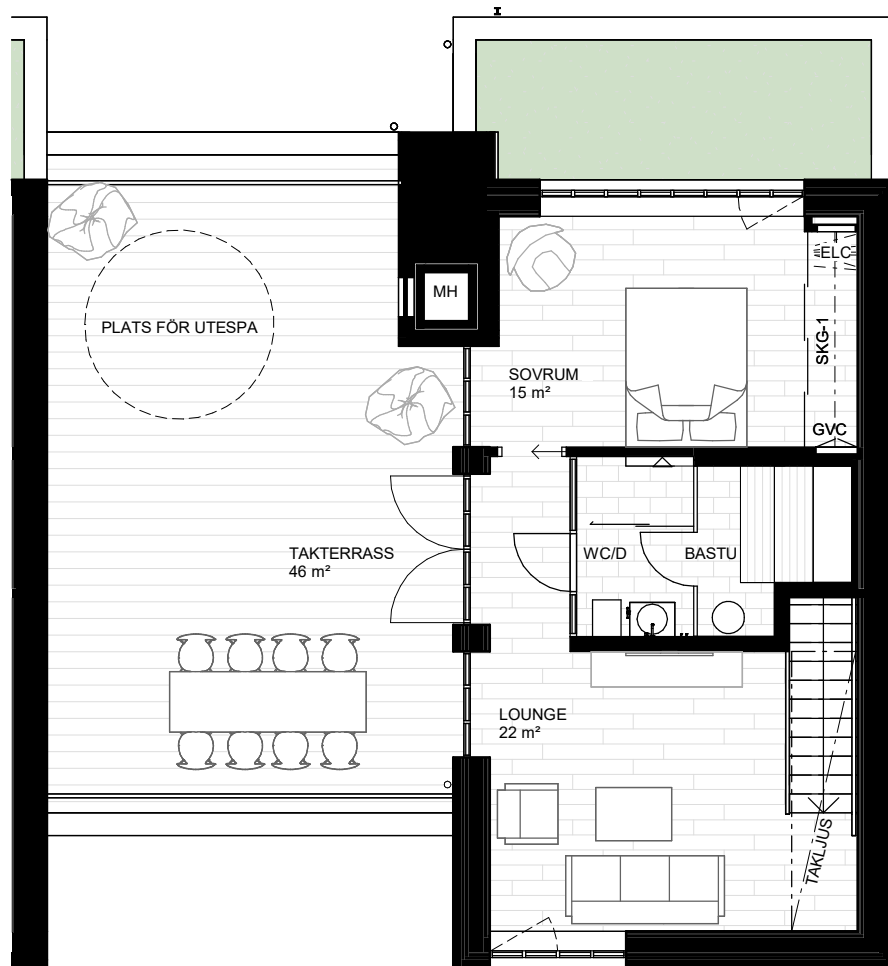 ELC
MH
PLATS FÖR UTESPA
SKG-1
SOVRUM
15 m²
GVC
TAKTERRASS
46 m²
WC/D
BASTU
LOUNGE
22 m²
TAKLJUS